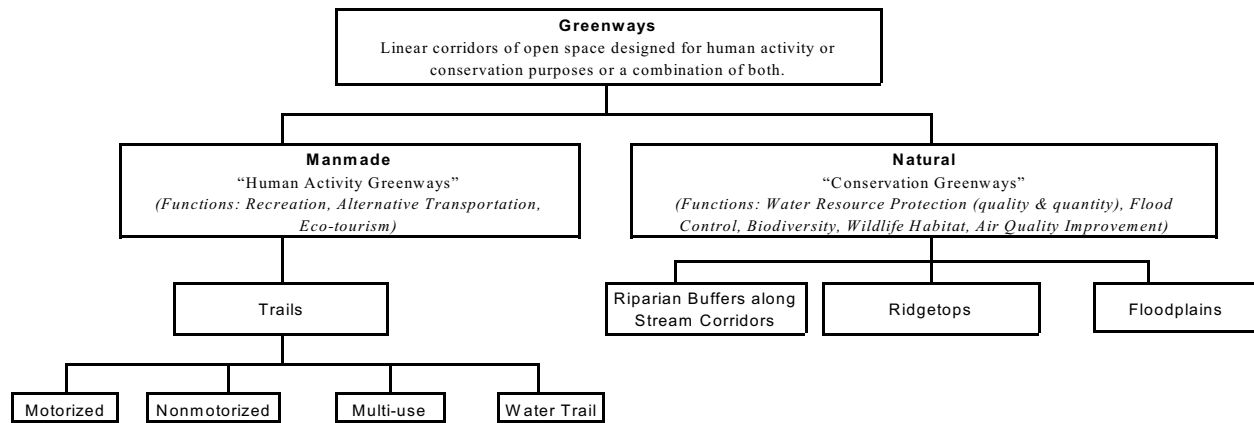 Greenways
Linear corridors of open space designed for human activity or
conservation purposes or a combination of both.
Manmade
“Human Activity Greenways”
(Functions: Recreation, Alternative Transportation,
Eco-tourism)
Natural
“Conservation Greenways”
(Functions: Water Resource Protection (quality & quantity), Flood
Control, Biodiversity, Wildlife Habitat, Air Quality Improvement)
Trails
Riparian Buffers along
Stream Corridors
Ridgetops
Floodplains
Motorized
Nonmotorized
Multi-use
Water Trail